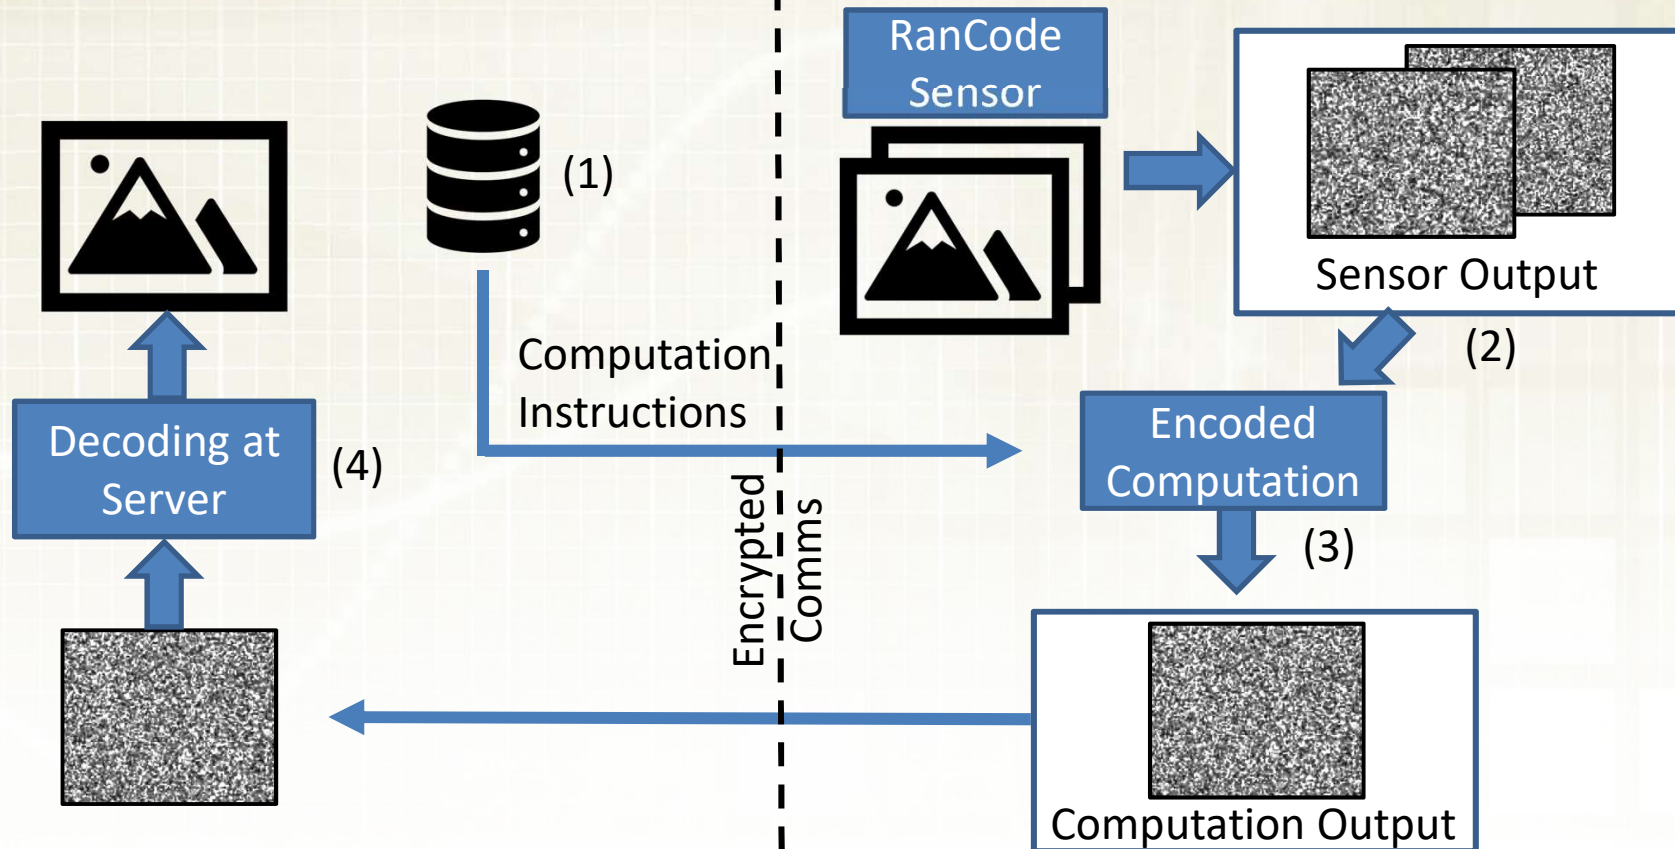 RanCode
Sensor
(1)
Sensor Output
(2)
Computation
Instructions
Encoded
Computation
Decoding at
Server
(4)
Encrypted
Comms
(3)
Computation Output